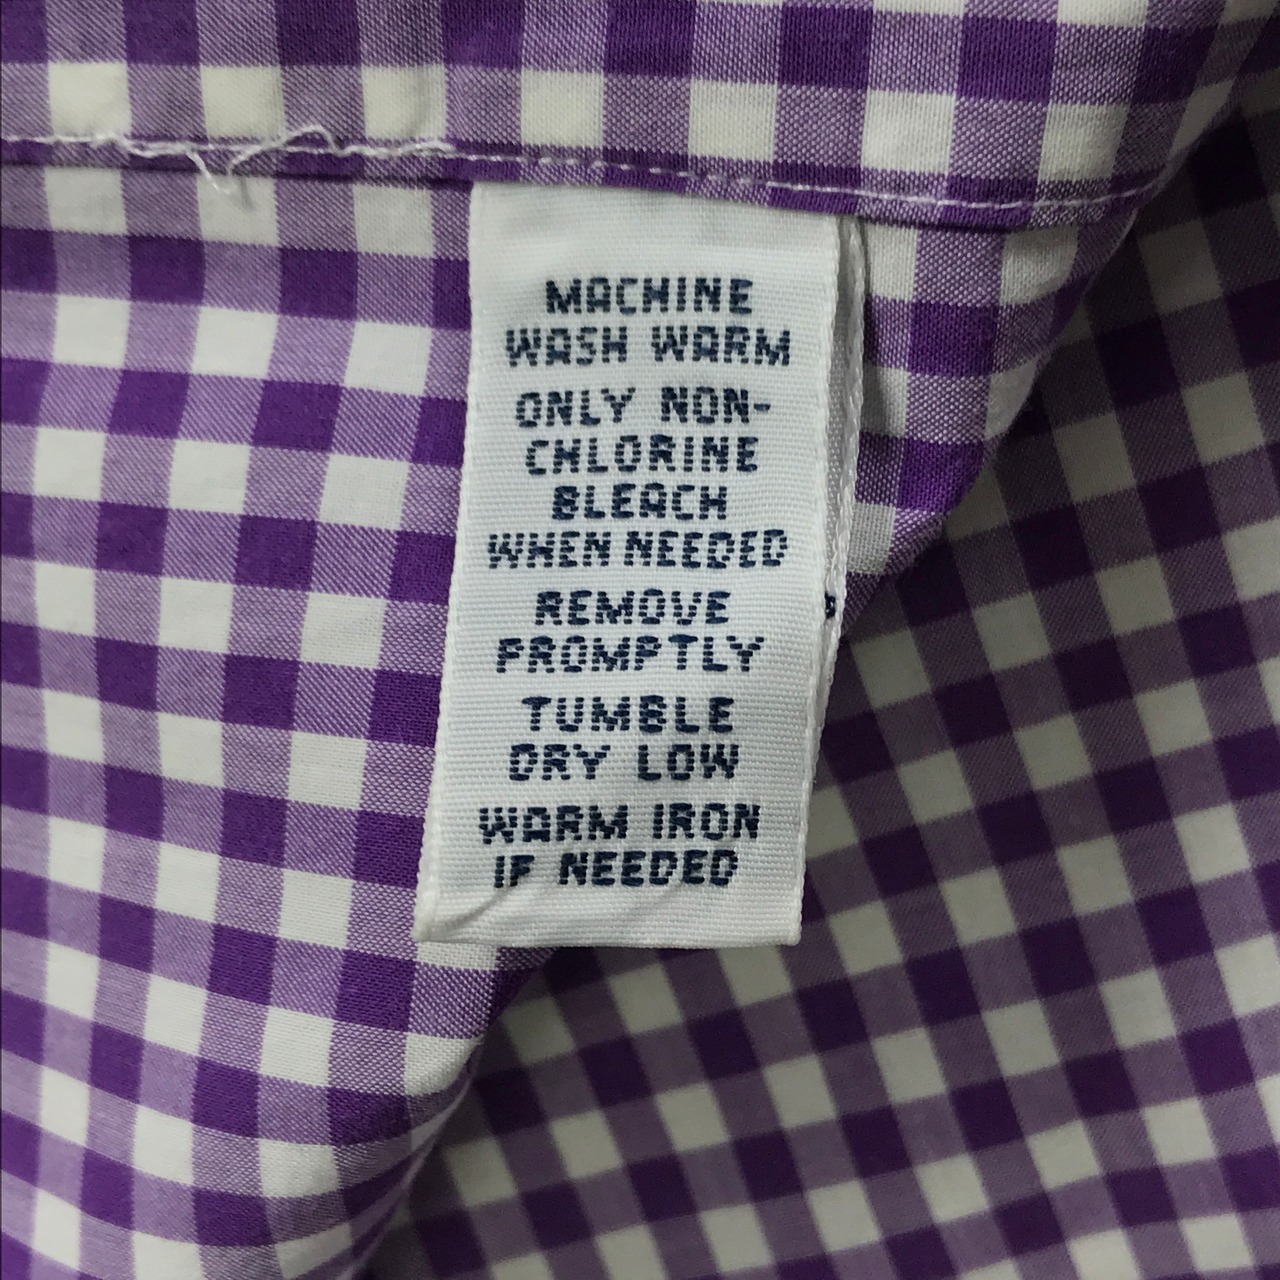 MACHINE
WASH WARM
ONLY NON-
CHLORINE
BLEACH
WHEN NEEDED
REMOVE
PROMPTLY
TUMBLE
DRY LOW
WARM IRON
IF NEEDED